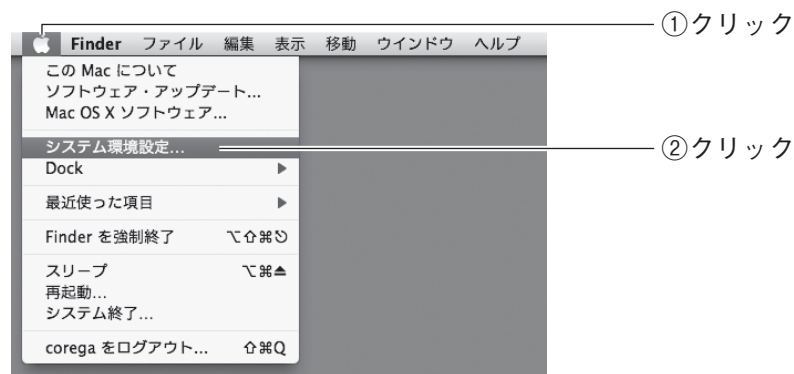 ①クリック
Finder ファイル 編集 表示 移動 ウインドウ ヘルプ
この Mac について
ソフトウェア・アップデート...
Mac OS X ソフトウェア...
システム環境設定...
②クリック
Dock ▶
最近使った項目 ▶
Finder を強制終了 ⌥⇧⌘⎋
スリープ ⌥⌘⏏
再起動...
システム終了...
corega をログアウト... ⇧⌘Q